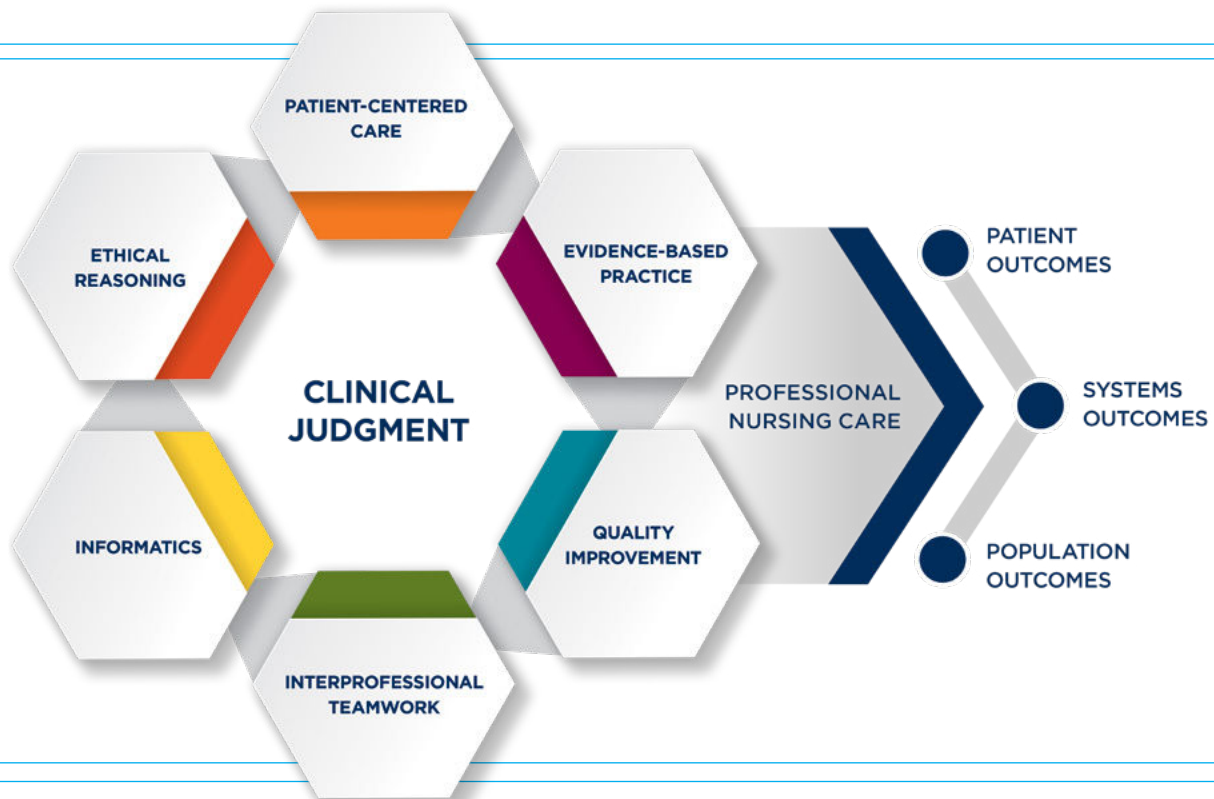 PATIENT-CENTERED
CARE
EVIDENCE-BASED
PRACTICE
QUALITY
IMPROVEMENT
INTERPROFESSIONAL
TEAMWORK
INFORMATICS
ETHICAL
REASONING
CLINICAL
JUDGMENT
PROFESSIONAL
NURSING CARE
PATIENT
OUTCOMES
SYSTEMS
OUTCOMES
POPULATION
OUTCOMES